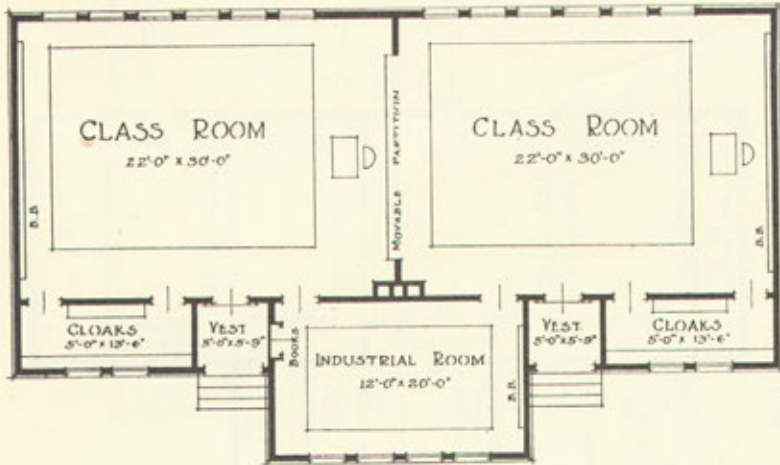 CLASS ROOM
22'-0" x 30'-0"
B.B.
MOVABLE PARTITION
CLASS ROOM
22'-0" x 30'-0"
B.B.
CLOAKS
5'-0" x 13'-6"
VEST
5'-0" x 5'-9"
BOOKS
INDUSTRIAL ROOM
12'-0" x 20'-0"
B.B.
VEST.
5'-0" x 5'-9"
CLOAKS
5'-0" x 13'-6"